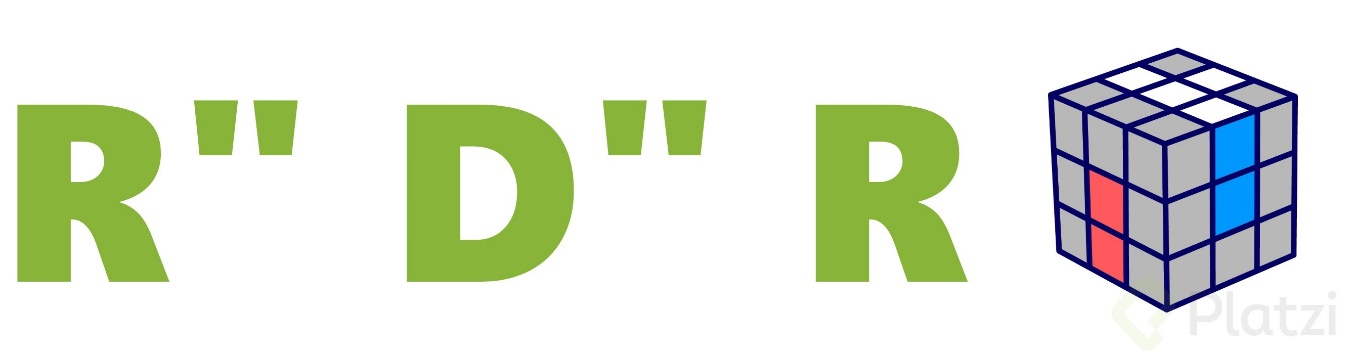 R" D" R
Platzi